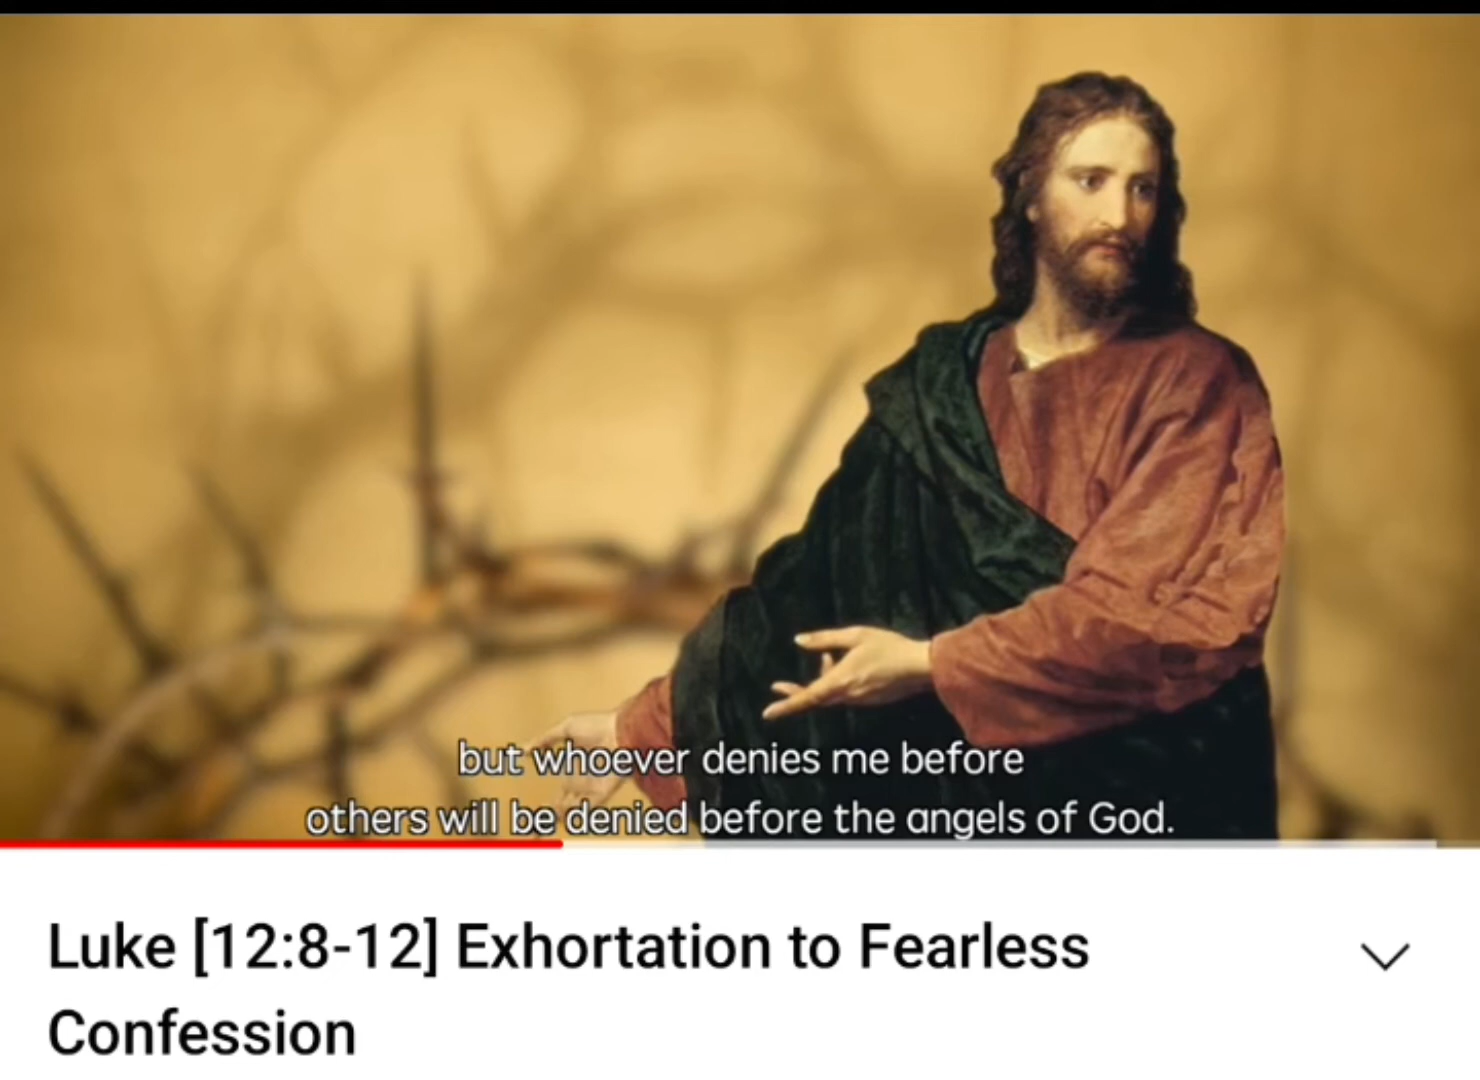 but whoever denies me before
others will be denied before the angels of God.
Luke [12:8-12] Exhortation to Fearless
Confession